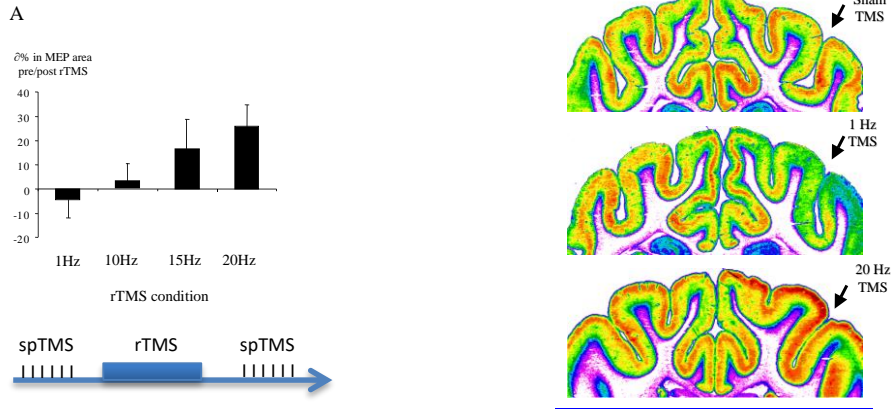 A
∂% in MEP area
pre/post rTMS
40
30
20
10
0
-10
-20
1Hz 10Hz 15Hz 20Hz
rTMS condition
spTMS rTMS spTMS
Sham
TMS
1 Hz
TMS
20 Hz
TMS